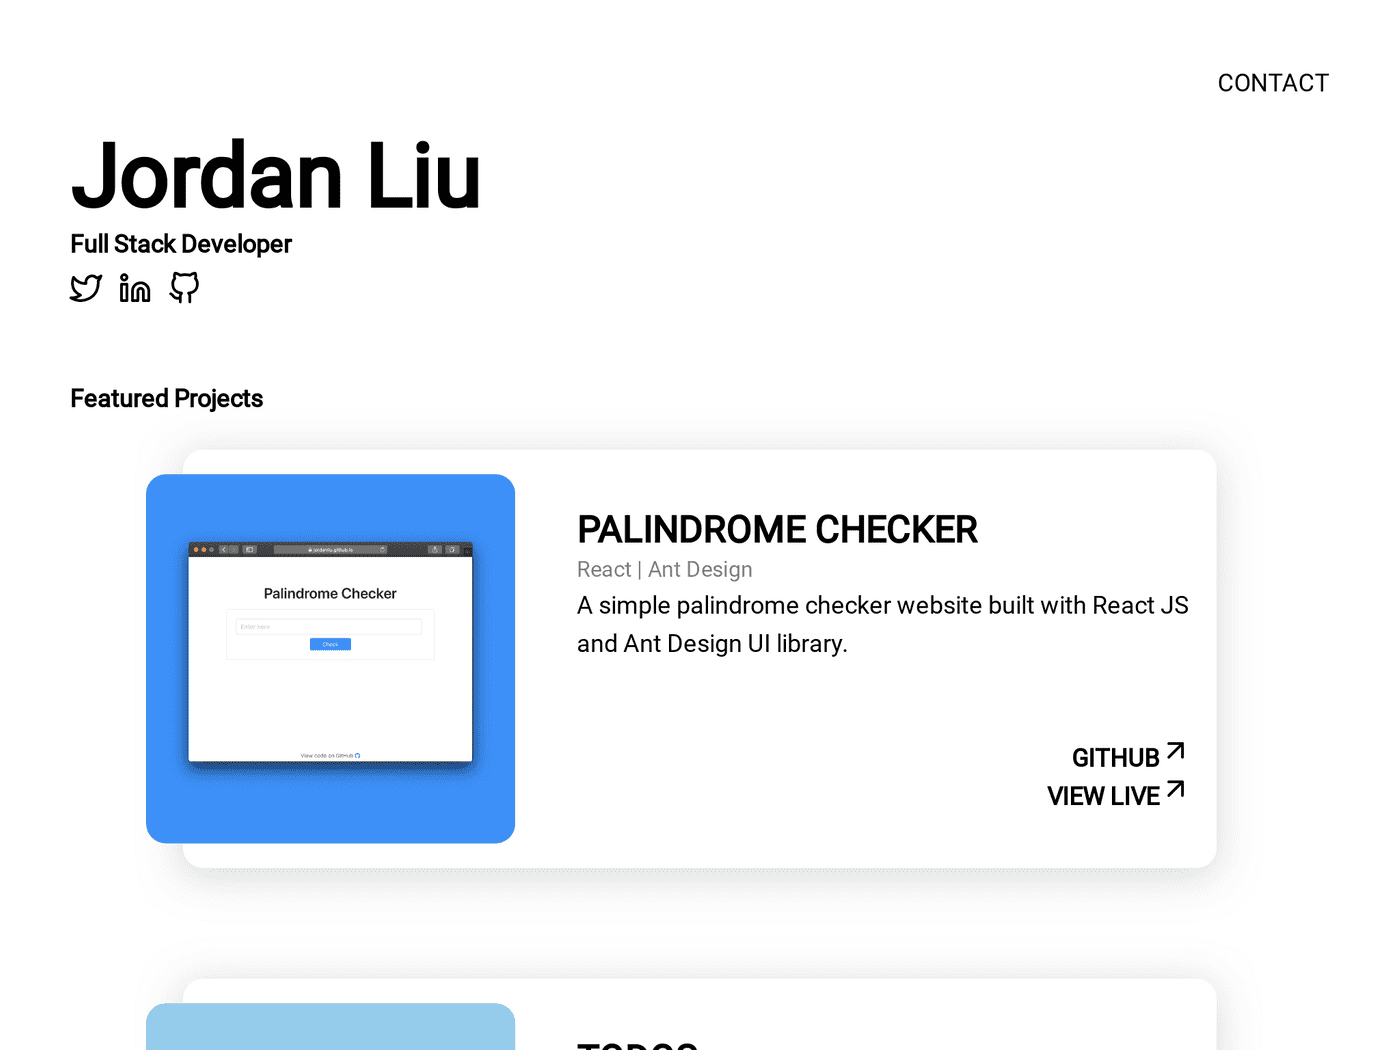 CONTACT
Jordan Liu
Full Stack Developer
Featured Projects
jordanliu.github.io
Palindrome Checker
Enter here
Check
View code on GitHub
PALINDROME CHECKER
React | Ant Design
A simple palindrome checker website built with React JS
and Ant Design UI library.
GITHUB
VIEW LIVE
TODOS